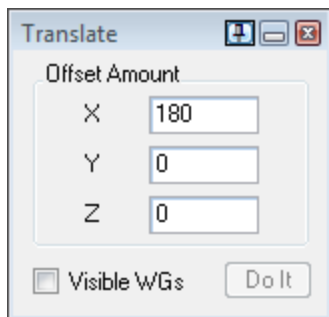 Translate
Offset Amount
X 180
Y 0
Z 0
Visible WGs Do It